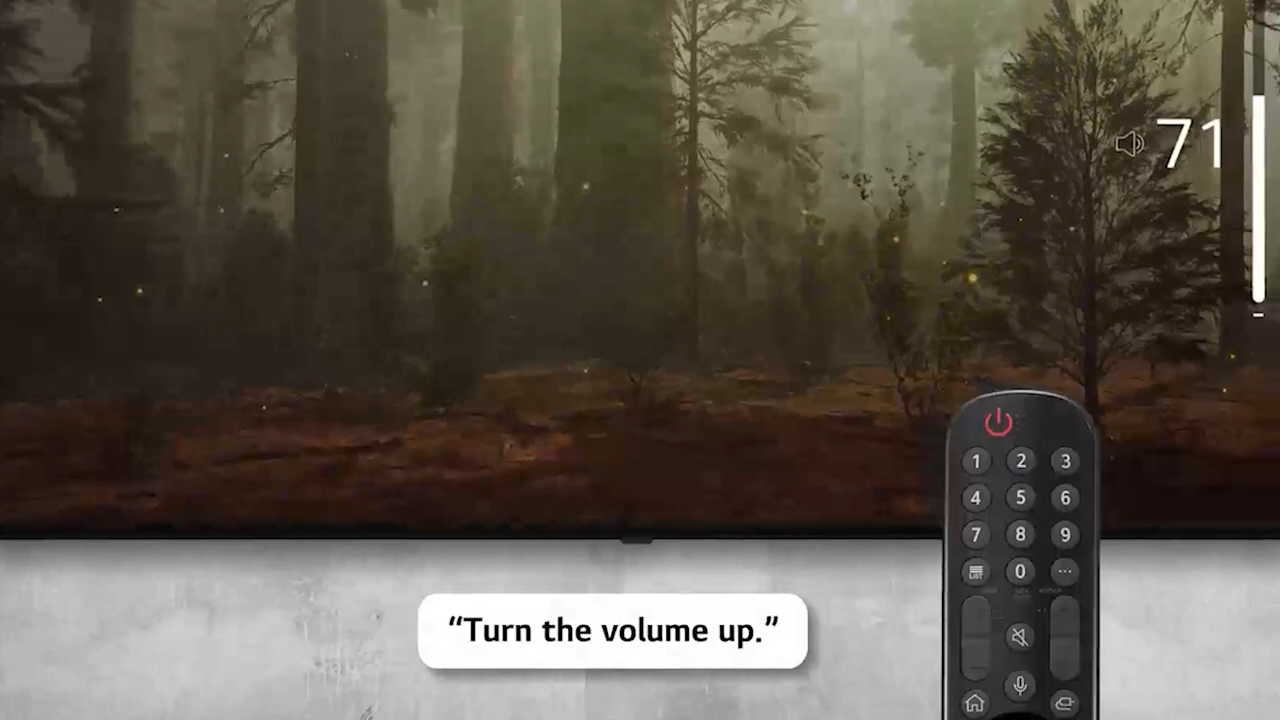 71
1 2 3
4 5 6
7 8 9
LIST 0 ...
“Turn the volume up.”